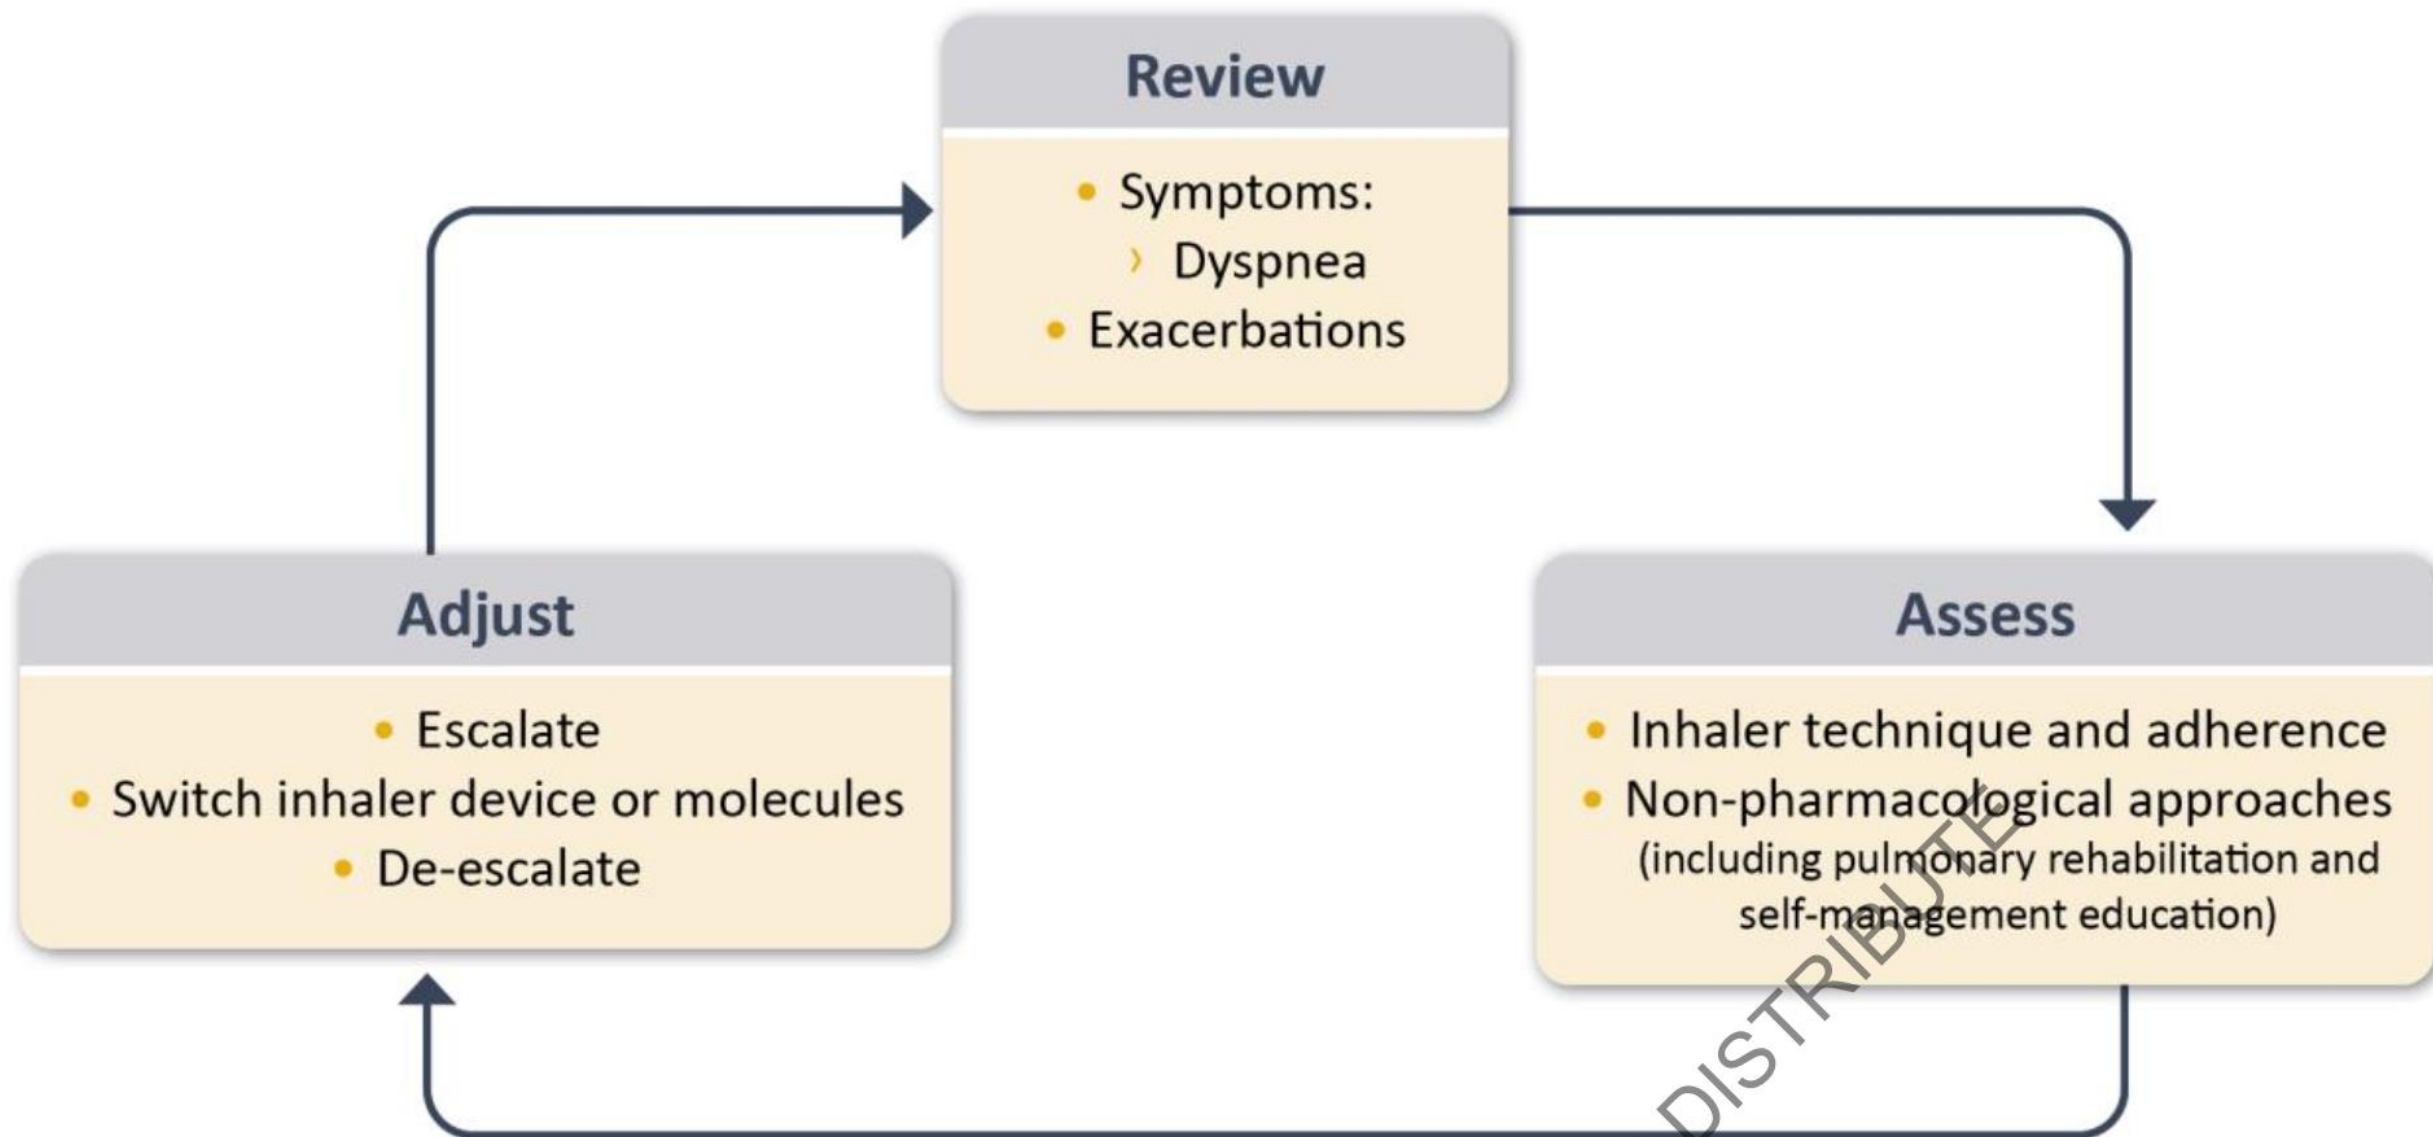 Review
• Symptoms:
› Dyspnea
• Exacerbations
Adjust
• Escalate
• Switch inhaler device or molecules
• De-escalate
Assess
• Inhaler technique and adherence
• Non-pharmacological approaches
(including pulmonary rehabilitation and
self-management education)
DISTRIBUTE